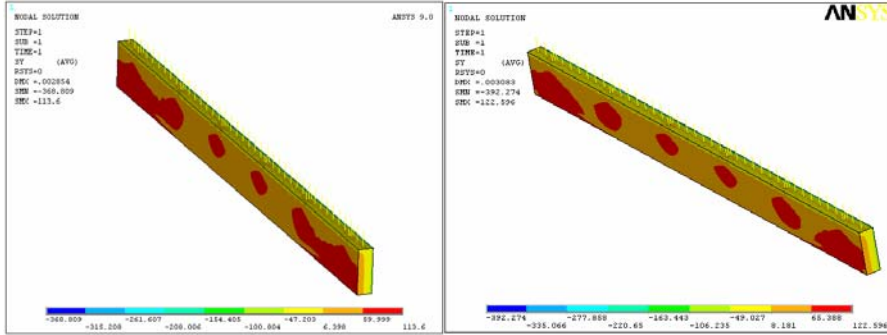 1
NODAL SOLUTION
ANSYS 9.0
STEP=1
SUB =1
TIME=1
SY (AVG)
RSYS=0
DMX =.002854
SMN =-368.809
SMX =113.6
-368.809 -261.607 -154.405 -47.203 59.999
-315.208 -208.006 -100.804 6.398 113.6
1
ANSYS
NODAL SOLUTION
STEP=1
SUB =1
TIME=1
SY (AVG)
RSYS=0
DMX =.003083
SMN =-392.274
SMX =122.596
-392.274 -277.858 -163.443 -49.027 65.388
-335.066 -220.65 -106.235 8.181 122.596